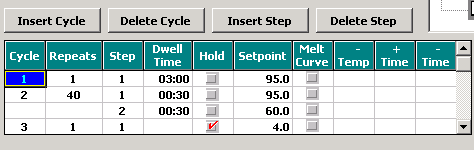 Insert Cycle Delete Cycle Insert Step Delete Step
Cycle Repeats Step Dwell Time Hold Setpoint Melt Curve - Temp + Time - Time
1 1 1 03:00 95.0
2 40 1 00:30 95.0
2 00:30 60.0
3 1 1 4.0